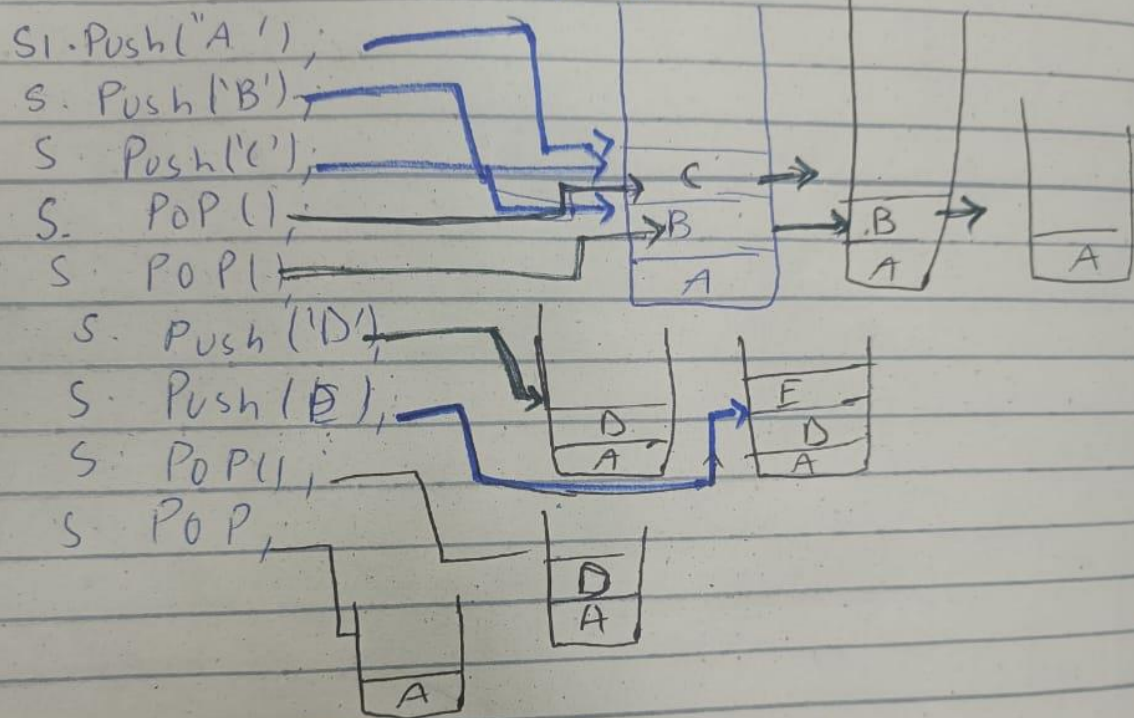 S1.Push("A');
S. Push('B');
S Push('C');
S. POP();
S. POP();
S. Push('D');
S. Push(E);
S. POP();
S. POP,
C
B
A
B
A
A
D
A
E
D
A
D
A
A